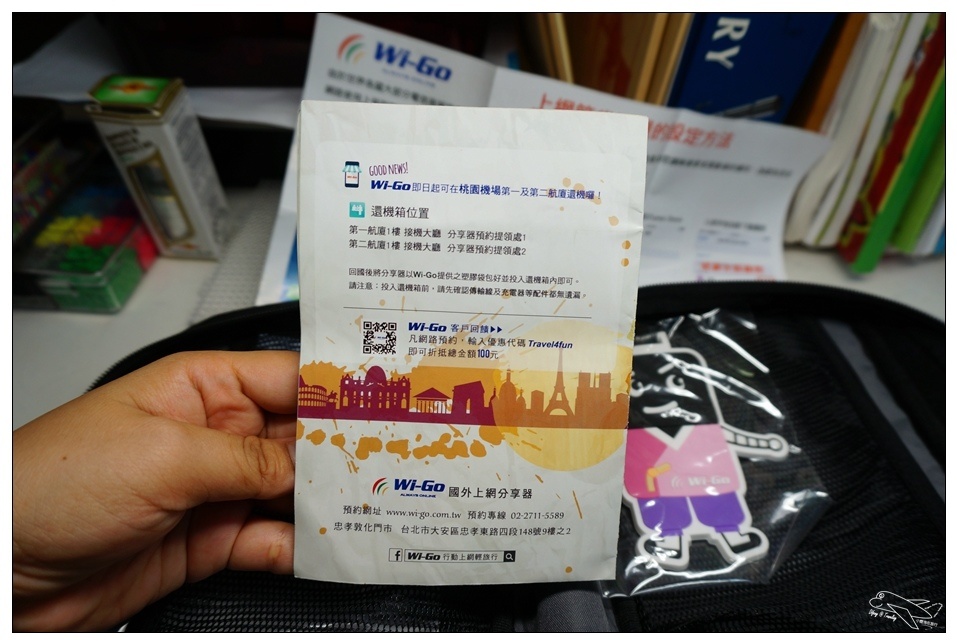 Wi-Go
ALWAYS ONLINE
RY
的設定方法
GOOD NEWS!
Wi-Go 即日起可在桃園機場第一及第二航廈還機囉！
還機箱位置
第一航廈1樓 接機大廳 分享器預約提領處1
第二航廈1樓 接機大廳 分享器預約提領處2
回國後將分享器以Wi-Go提供之塑膠袋包好並投入還機箱內即可。
請注意：投入還機箱前，請先確認傳輸線及充電器等配件都無遺漏。
Wi-Go 客戶回饋▶▶
凡網路預約，輸入優惠代碼 Travel4fun
即可折抵總金額100元
Wi-Go 國外上網分享器
ALWAYS ONLINE
預約網址 www.wi-go.com.tw 預約專線 02-2711-5589
忠孝敦化門市 台北市大安區忠孝東路四段148號9樓之2
f Wi-Go 行動上網輕旅行
Wi-Go